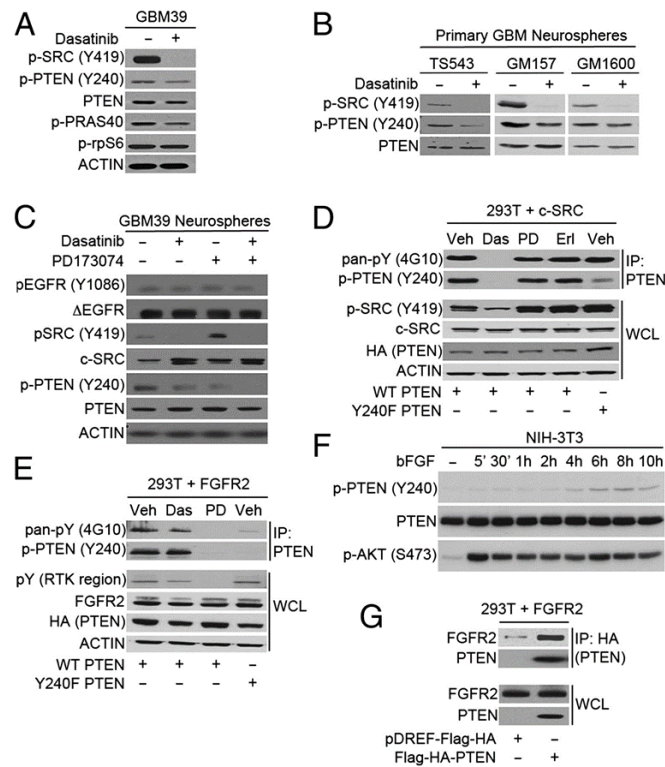 A
GBM39
Dasatinib – +
p-SRC (Y419)
p-PTEN (Y240)
PTEN
p-PRAS40
p-rpS6
ACTIN
B
Primary GBM Neurospheres
TS543 GM157 GM1600
Dasatinib – + – + – +
p-SRC (Y419)
p-PTEN (Y240)
PTEN
C
GBM39 Neurospheres
Dasatinib – + – +
PD173074 – – + +
pEGFR (Y1086)
ΔEGFR
pSRC (Y419)
c-SRC
p-PTEN (Y240)
PTEN
ACTIN
D
293T + c-SRC
Veh Das PD Erl Veh
pan-pY (4G10)
p-PTEN (Y240)
IP:
PTEN
p-SRC (Y419)
c-SRC
HA (PTEN)
ACTIN
WCL
WT PTEN + + + + –
Y240F PTEN – – – – +
E
293T + FGFR2
Veh Das PD Veh
pan-pY (4G10)
p-PTEN (Y240)
IP:
PTEN
pY (RTK region)
FGFR2
HA (PTEN)
ACTIN
WCL
WT PTEN + + + –
Y240F PTEN – – – +
F
NIH-3T3
bFGF – 5' 30' 1h 2h 4h 6h 8h 10h
p-PTEN (Y240)
PTEN
p-AKT (S473)
G
293T + FGFR2
FGFR2
PTEN
IP: HA
(PTEN)
FGFR2
PTEN
WCL
pDREF-Flag-HA + –
Flag-HA-PTEN – +